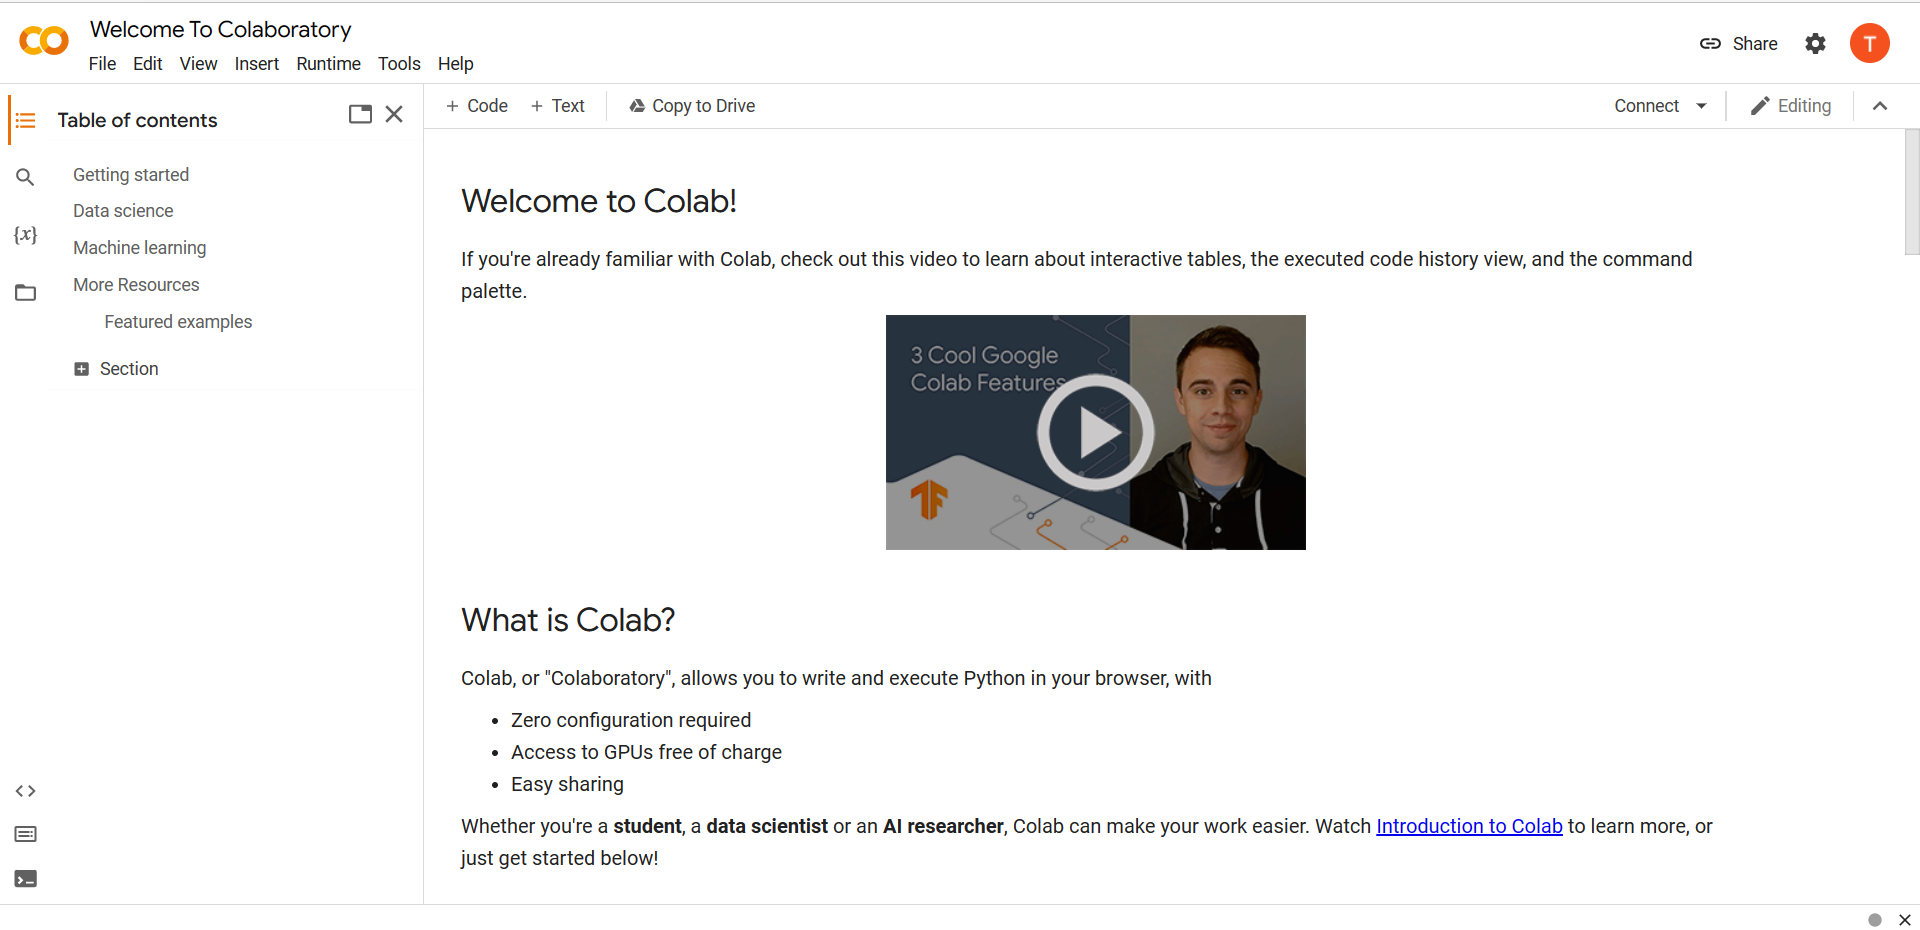 Welcome To Colaboratory
File Edit View Insert Runtime Tools Help
Share
T
Table of contents
+ Code + Text Copy to Drive
Connect
Editing
Getting started
Data science
{x}
Machine learning
More Resources
Featured examples
Section
Welcome to Colab!
If you're already familiar with Colab, check out this video to learn about interactive tables, the executed code history view, and the command
palette.
3 Cool Google
Colab Features
What is Colab?
Colab, or "Colaboratory", allows you to write and execute Python in your browser, with
• Zero configuration required
• Access to GPUs free of charge
• Easy sharing
Whether you're a student, a data scientist or an AI researcher, Colab can make your work easier. Watch Introduction to Colab to learn more, or
just get started below!